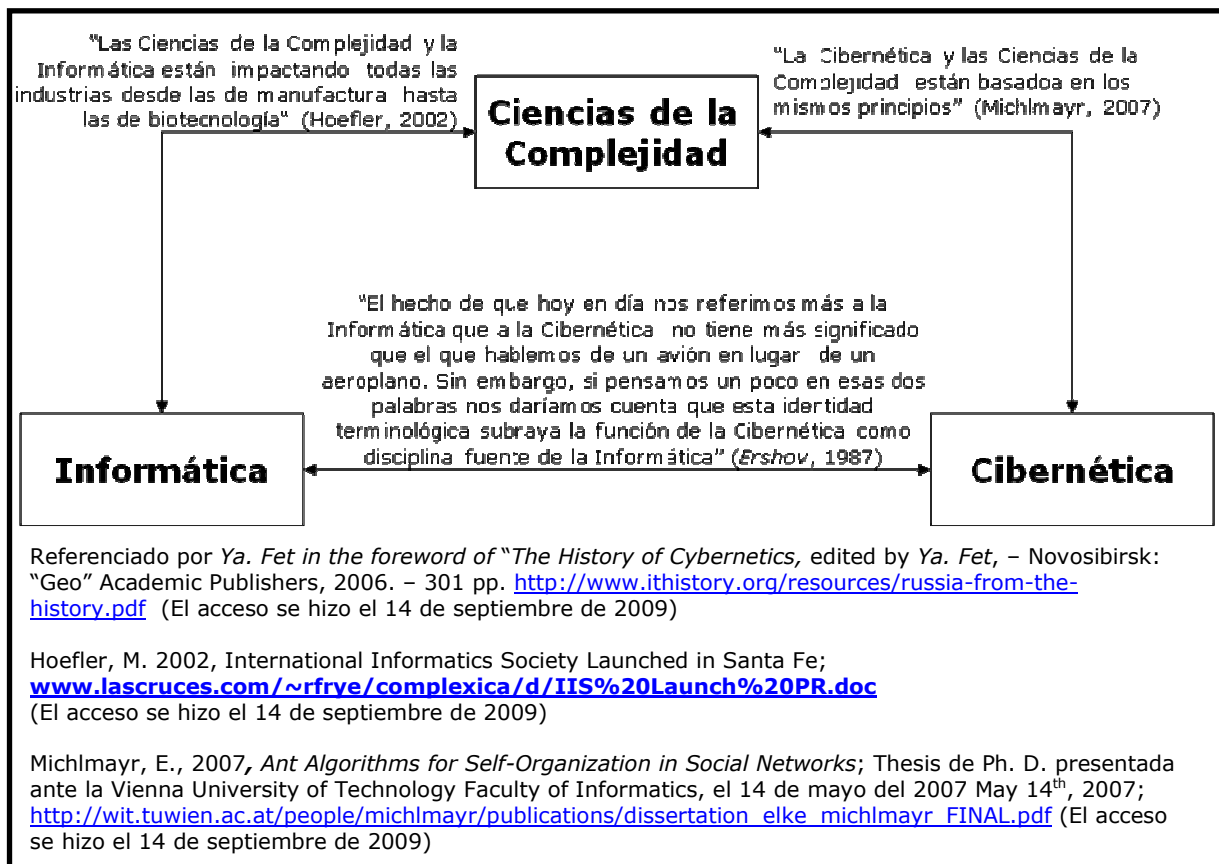 “Las Ciencias de la Complejidad y la
Informática están impactando todas las
industrias desde las de manufactura hasta
las de biotecnología” (Hoefler, 2002)
“La Cibernética y las Ciencias de la
Complejidad están basadoa en los
mismos principios” (Michlmayr, 2007)
Ciencias de la
Complejidad
“El hecho de que hoy en día nos referimos más a la
Informática que a la Cibernética no tiene más significado
que el que hablemos de un avión en lugar de un
aeroplano. Sin embargo, si pensamos un poco en esas dos
palabras nos daríamos cuenta que esta identidad
terminológica subraya la función de la Cibernética como
disciplina fuente de la Informática” (Ershov, 1987)
Informática
Cibernética
Referenciado por Ya. Fet in the foreword of “The History of Cybernetics, edited by Ya. Fet, – Novosibirsk:
“Geo” Academic Publishers, 2006. – 301 pp. http://www.ithistory.org/resources/russia-from-the-
history.pdf (El acceso se hizo el 14 de septiembre de 2009)
Hoefler, M. 2002, International Informatics Society Launched in Santa Fe;
www.lascruces.com/~rfrye/complexica/d/IIS%20Launch%20PR.doc
(El acceso se hizo el 14 de septiembre de 2009)
Michlmayr, E., 2007, Ant Algorithms for Self-Organization in Social Networks; Thesis de Ph. D. presentada
ante la Vienna University of Technology Faculty of Informatics, el 14 de mayo del 2007 May 14th, 2007;
http://wit.tuwien.ac.at/people/michlmayr/publications/dissertation_elke_michlmayr_FINAL.pdf (El acceso
se hizo el 14 de septiembre de 2009)